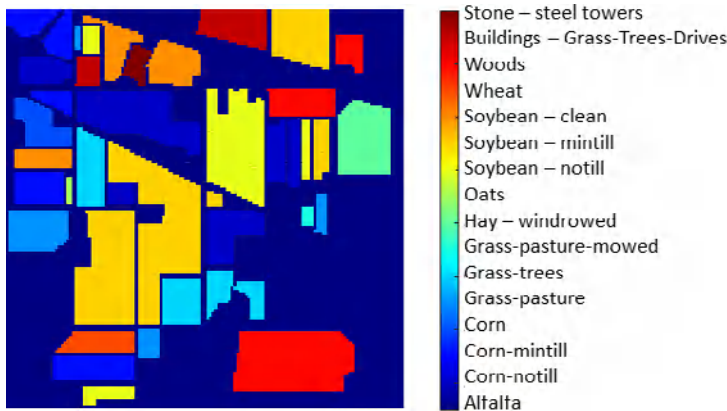 Stone – steel towers
Buildings – Grass-Trees-Drives
Woods
Wheat
Soybean – clean
Soybean – mintill
Soybean – notill
Oats
Hay – windrowed
Grass-pasture-mowed
Grass-trees
Grass-pasture
Corn
Corn-mintill
Corn-notill
Alfalfa